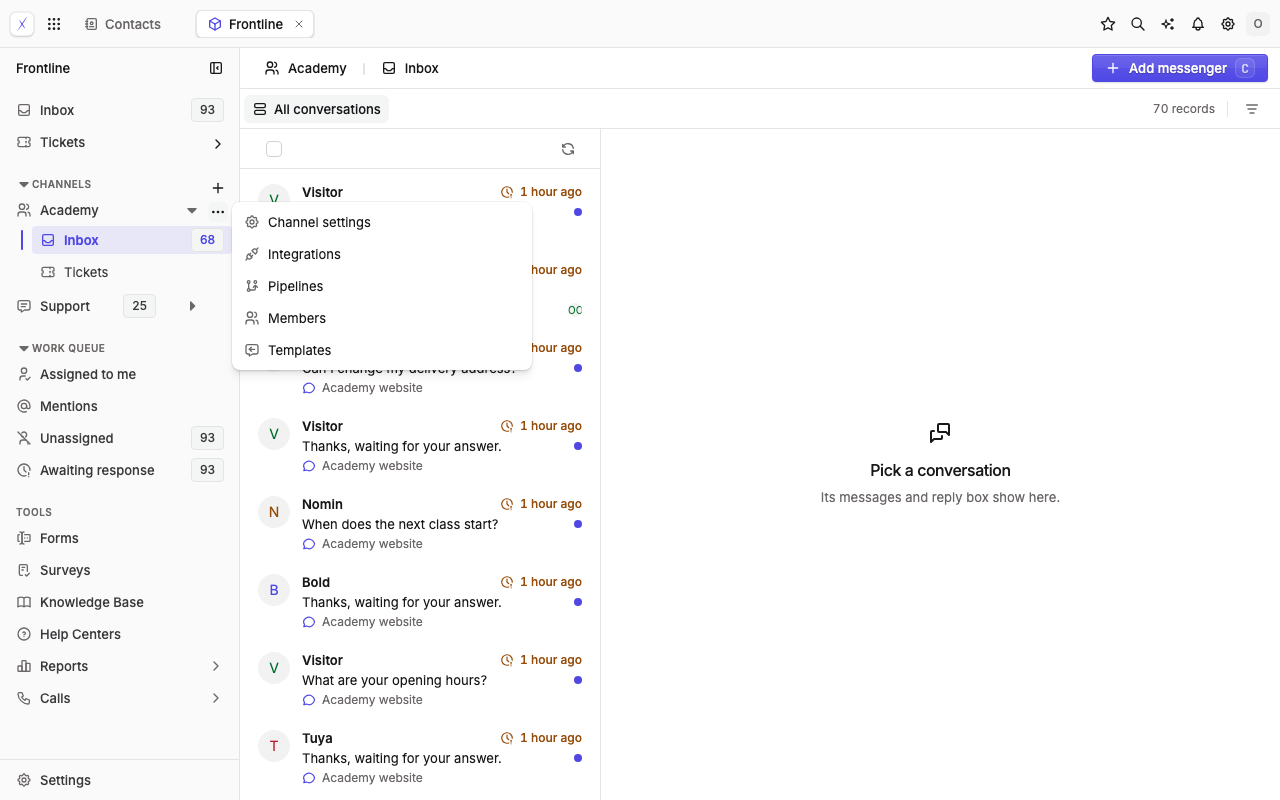 Contacts
Frontline
O
Frontline
Inbox 93
Tickets
CHANNELS
Academy
Inbox 68
Tickets
Support 25
WORK QUEUE
Assigned to me
Mentions
Unassigned 93
Awaiting response 93
TOOLS
Forms
Surveys
Knowledge Base
Help Centers
Reports
Calls
Settings
Academy
Inbox
Add messenger C
All conversations
70 records
V
Visitor 1 hour ago
Channel settings
Integrations
Pipelines
Members
Templates
hour ago
hour ago
Can I change my delivery address?
Academy website
V
Visitor 1 hour ago
Thanks, waiting for your answer.
Academy website
N
Nomin 1 hour ago
When does the next class start?
Academy website
B
Bold 1 hour ago
Thanks, waiting for your answer.
Academy website
V
Visitor 1 hour ago
What are your opening hours?
Academy website
T
Tuya 1 hour ago
Thanks, waiting for your answer.
Academy website
Pick a conversation
Its messages and reply box show here.